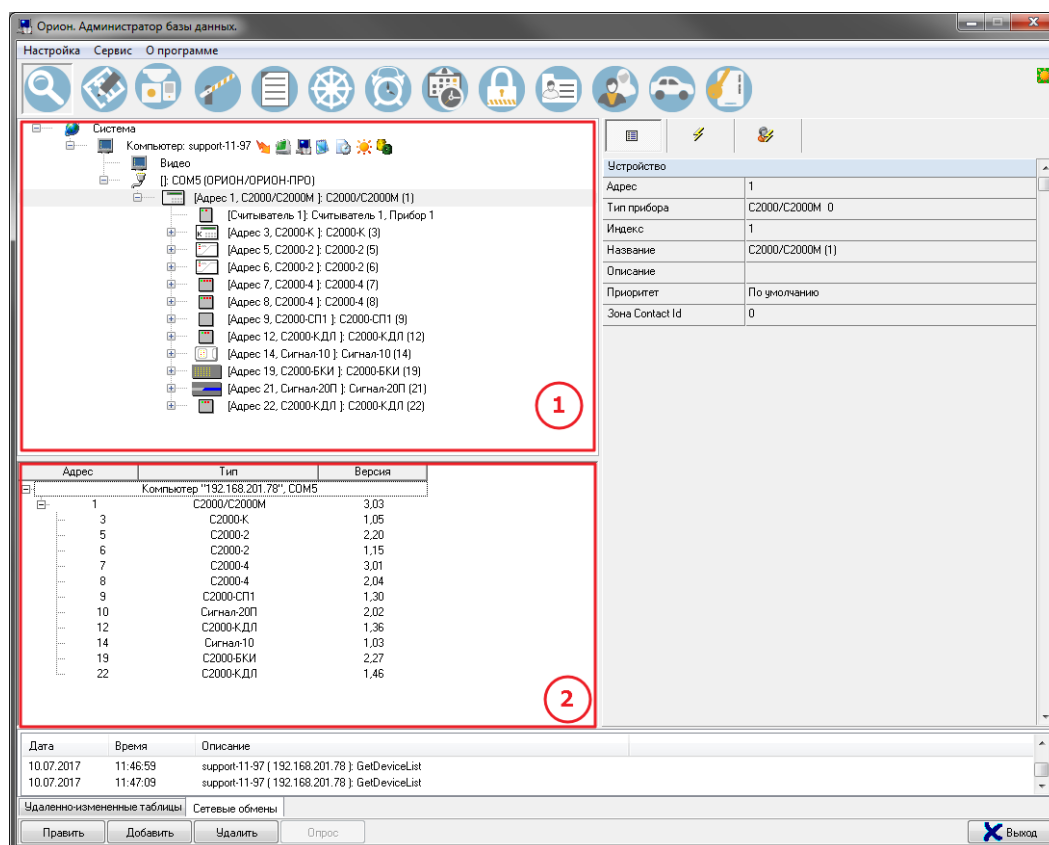 Орион. Администратор базы данных.
Настройка Сервис О программе
Система
Компьютер: support-11-97
Видео
[]: COM5 (ОРИОН/ОРИОН-ПРО)
[Адрес 1, С2000/С2000М ]: С2000/С2000М (1)
[Считыватель 1]: Считыватель 1, Прибор 1
[Адрес 3, С2000-К ]: С2000-К (3)
[Адрес 5, С2000-2 ]: С2000-2 (5)
[Адрес 6, С2000-2 ]: С2000-2 (6)
[Адрес 7, С2000-4 ]: С2000-4 (7)
[Адрес 8, С2000-4 ]: С2000-4 (8)
[Адрес 9, С2000-СП1 ]: С2000-СП1 (9)
[Адрес 12, С2000-КДЛ ]: С2000-КДЛ (12)
[Адрес 14, Сигнал-10 ]: Сигнал-10 (14)
[Адрес 19, С2000-БКИ ]: С2000-БКИ (19)
[Адрес 21, Сигнал-20П ]: Сигнал-20П (21)
[Адрес 22, С2000-КДЛ ]: С2000-КДЛ (22)
1
Устройство
Адрес 1
Тип прибора С2000/С2000М 0
Индекс 1
Название С2000/С2000М (1)
Описание
Приоритет По умолчанию
Зона Contact Id 0
Адрес Тип Версия
Компьютер "192.168.201.78", COM5
1 С2000/С2000М 3,03
3 С2000-К 1,05
5 С2000-2 2,20
6 С2000-2 1,15
7 С2000-4 3,01
8 С2000-4 2,04
9 С2000-СП1 1,30
10 Сигнал-20П 2,02
12 С2000-КДЛ 1,36
14 Сигнал-10 1,03
19 С2000-БКИ 2,27
22 С2000-КДЛ 1,46
2
Дата Время Описание
10.07.2017 11:46:59 support-11-97 ( 192.168.201.78 ): GetDeviceList
10.07.2017 11:47:09 support-11-97 ( 192.168.201.78 ): GetDeviceList
Удаленно-измененные таблицы Сетевые обмены
Править Добавить Удалить Опрос Выход